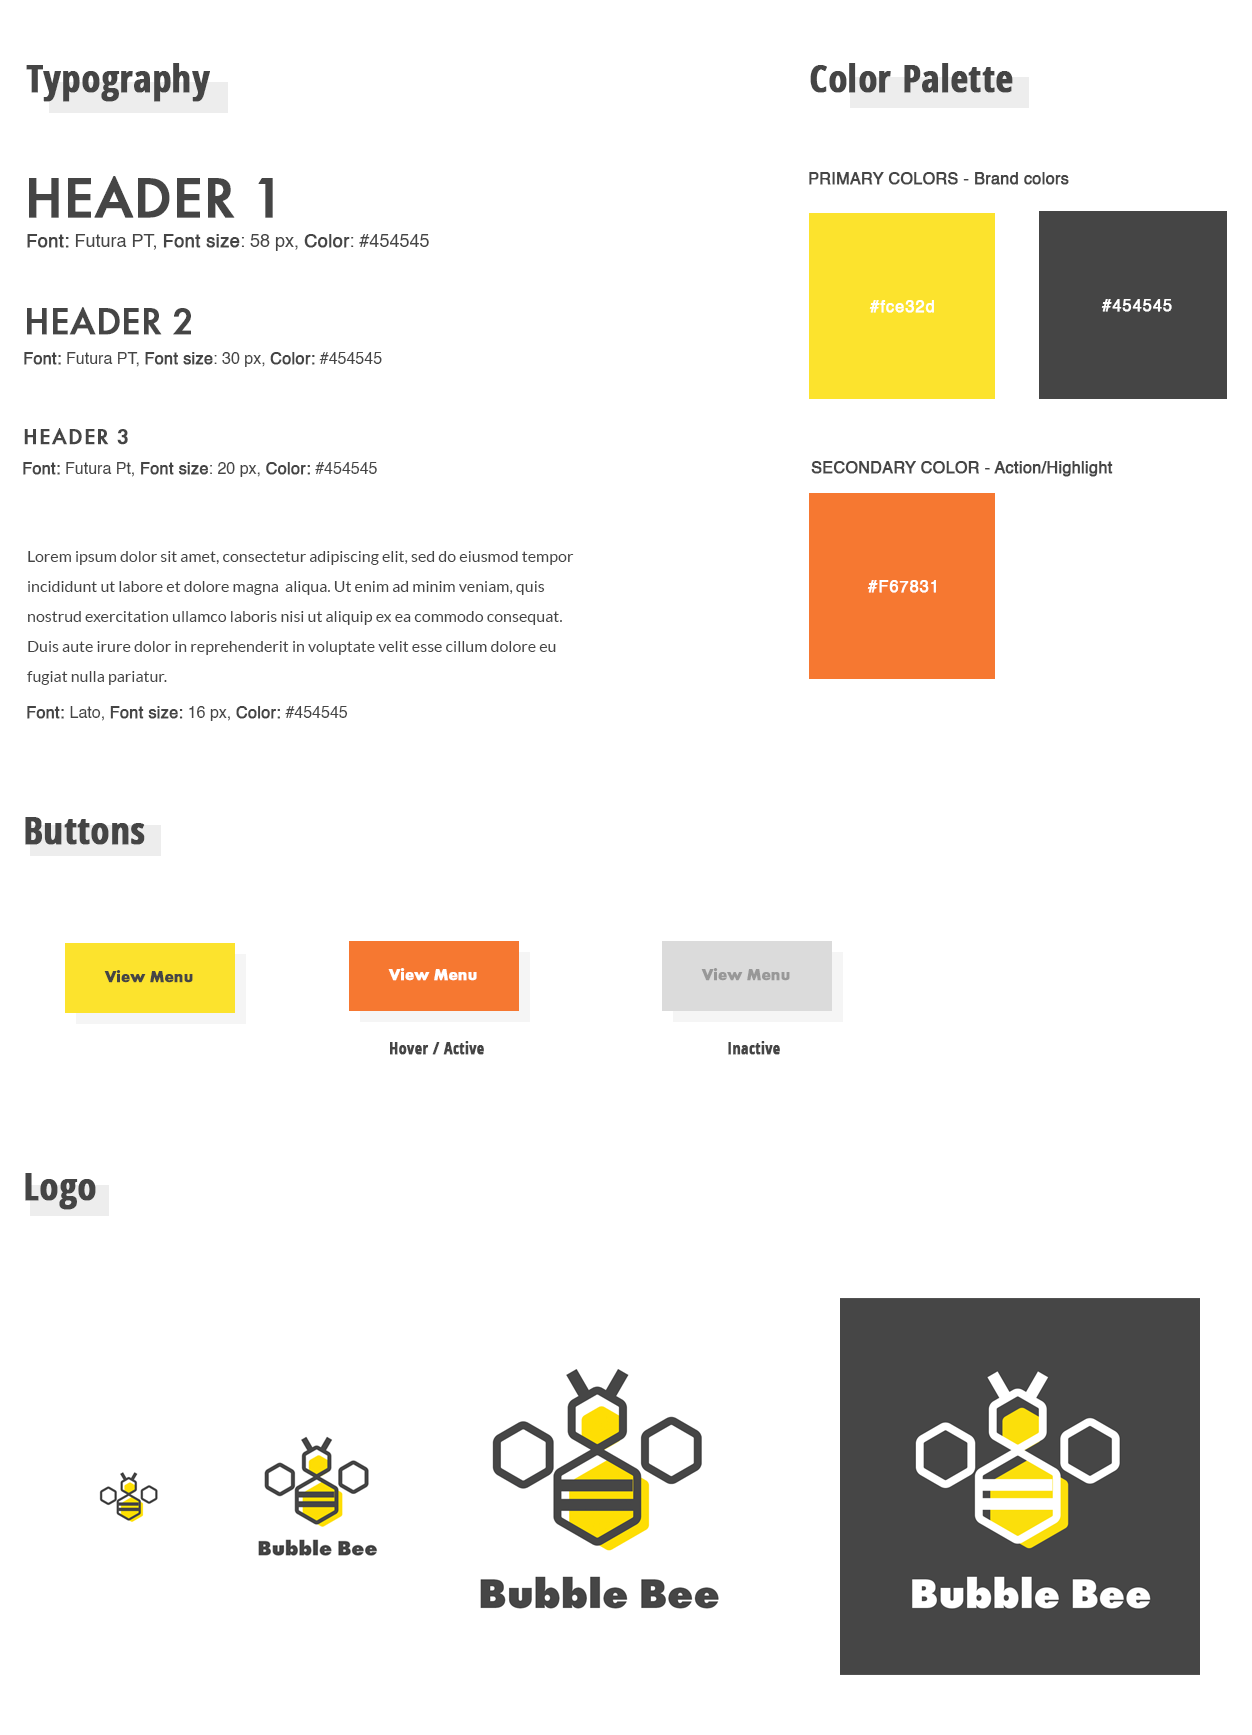 Typography
HEADER 1
Font: Futura PT, Font size: 58 px, Color: #454545
HEADER 2
Font: Futura PT, Font size: 30 px, Color: #454545
HEADER 3
Font: Futura Pt, Font size: 20 px, Color: #454545
Lorem ipsum dolor sit amet, consectetur adipiscing elit, sed do eiusmod tempor
incididunt ut labore et dolore magna  aliqua. Ut enim ad minim veniam, quis
nostrud exercitation ullamco laboris nisi ut aliquip ex ea commodo consequat.
Duis aute irure dolor in reprehenderit in voluptate velit esse cillum dolore eu
fugiat nulla pariatur.
Font: Lato, Font size: 16 px, Color: #454545
Color Palette
PRIMARY COLORS - Brand colors
#fce32d
#454545
SECONDARY COLOR - Action/Highlight
#F67831
Buttons
View Menu
View Menu
View Menu
Hover / Active
Inactive
Logo
Bubble Bee
Bubble Bee
Bubble Bee